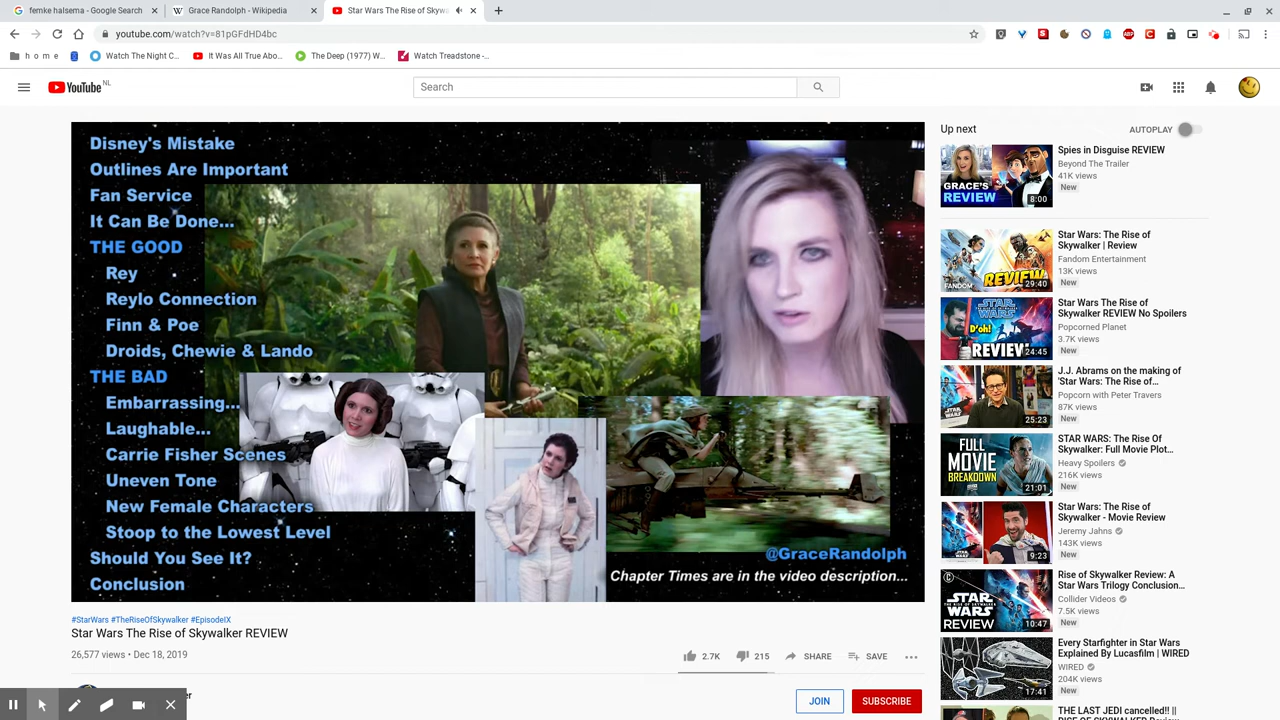 femke halsema - Google Search
Grace Randolph - Wikipedia
Star Wars The Rise of Skywa
youtube.com/watch?v=81pGFdHD4bc
h o m e
Watch The Night C...
It Was All True Abo...
The Deep (1977) W...
Watch Treadstone -...
YouTube NL
Search
Disney's Mistake
Outlines Are Important
Fan Service
It Can Be Done...
THE GOOD
Rey
Reylo Connection
Finn & Poe
Droids, Chewie & Lando
THE BAD
Embarrassing...
Laughable...
Carrie Fisher Scenes
Uneven Tone
New Female Characters
Stoop to the Lowest Level
Should You See It?
Conclusion
@GraceRandolph
Chapter Times are in the video description...
#StarWars #TheRiseOfSkywalker #EpisodeIX
Star Wars The Rise of Skywalker REVIEW
26,577 views • Dec 18, 2019
2.7K
215
SHARE
SAVE
JOIN
SUBSCRIBE
Up next
AUTOPLAY
GRACE'S
REVIEW
8:00
Spies in Disguise REVIEW
Beyond The Trailer
41K views
New
FANDOM
REVIEW
29:40
Star Wars: The Rise of
Skywalker | Review
Fandom Entertainment
13K views
New
STAR WARS
D'oh!
REVIEW
24:45
Star Wars The Rise of
Skywalker REVIEW No Spoilers
Popcorned Planet
3.7K views
New
25:23
J.J. Abrams on the making of
'Star Wars: The Rise of...
Popcorn with Peter Travers
87K views
New
FULL
MOVIE
BREAKDOWN
21:01
STAR WARS: The Rise Of
Skywalker: Full Movie Plot...
Heavy Spoilers
216K views
New
9:23
Star Wars: The Rise of
Skywalker - Movie Review
Jeremy Jahns
143K views
New
STAR
WARS
REVIEW
10:47
Rise of Skywalker Review: A
Star Wars Trilogy Conclusion...
Collider Videos
7.5K views
New
17:41
Every Starfighter in Star Wars
Explained By Lucasfilm | WIRED
WIRED
204K views
New
THE LAST JEDI cancelled!! ||